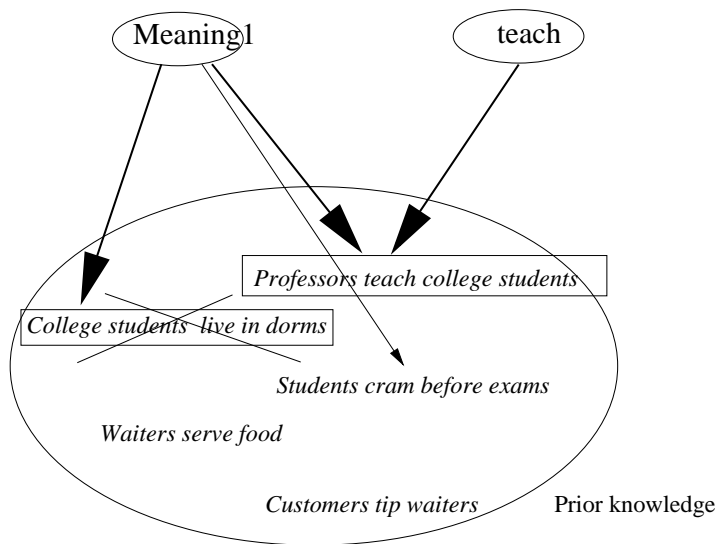 Meaning1
teach
Professors teach college students
College students live in dorms
Students cram before exams
Waiters serve food
Customers tip waiters
Prior knowledge